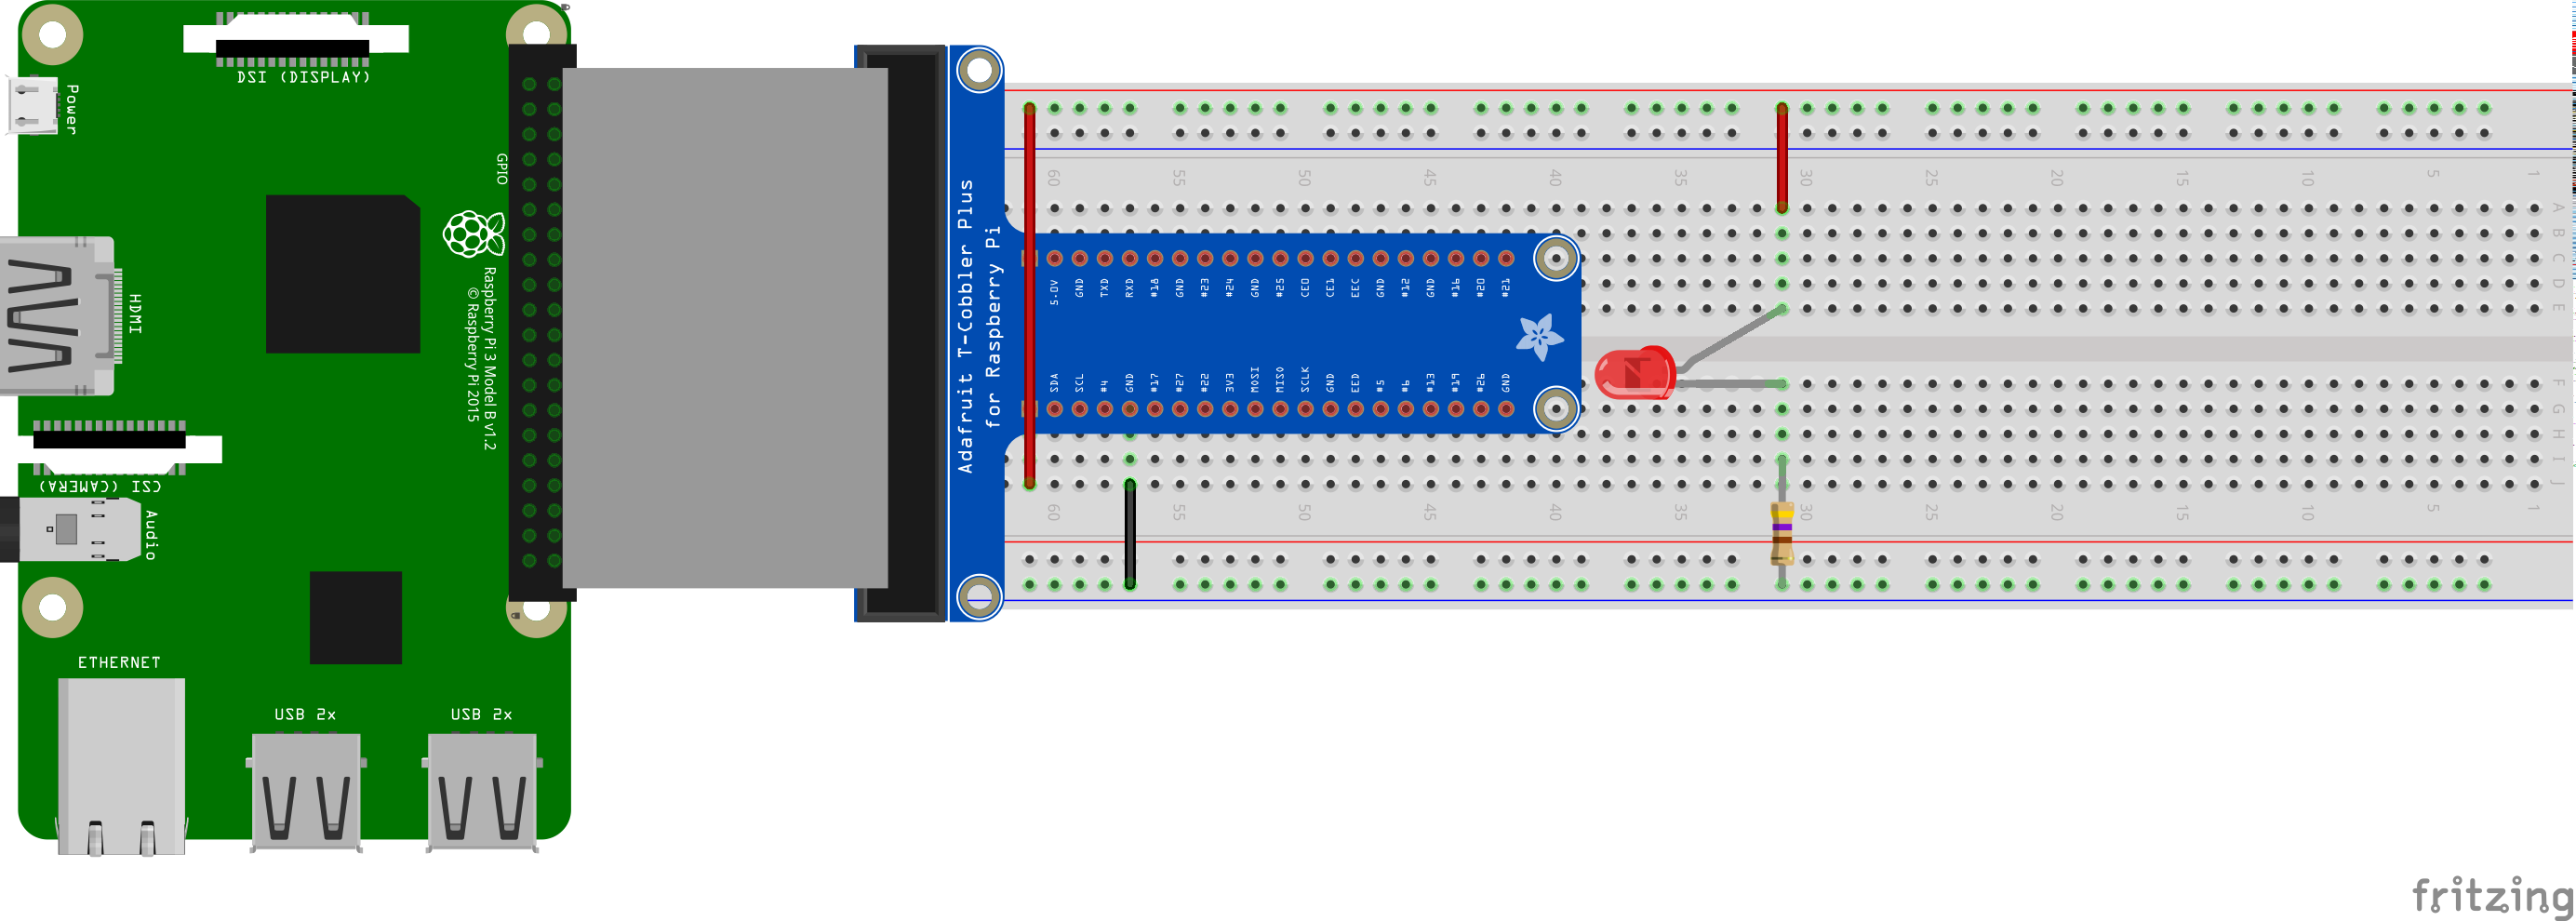 DSI (DISPLAY)
Power
GPIO
HDMI
Raspberry Pi 3 Model B v1.2
© Raspberry Pi 2015
CSI (CAMERA)
Audio
ETHERNET
USB 2x
USB 2x
Adafruit T-Cobbler Plus
for Raspberry Pi
60 55 50 45 40 35 30 25 20 15 10 5 1
A
B
C
D
E
5.0V GND TXD RXD #18 GND #23 #24 GND #25 CE0 CE1 EEC GND #12 GND #16 #20 #21
SDA SCL #4 GND #17 #27 #22 3V3 MOSI MISO SCLK GND EED #5 #6 #13 #19 #26 GND
F
G
H
I
J
60 55 50 45 40 35 30 25 20 15 10 5 1
fritzing